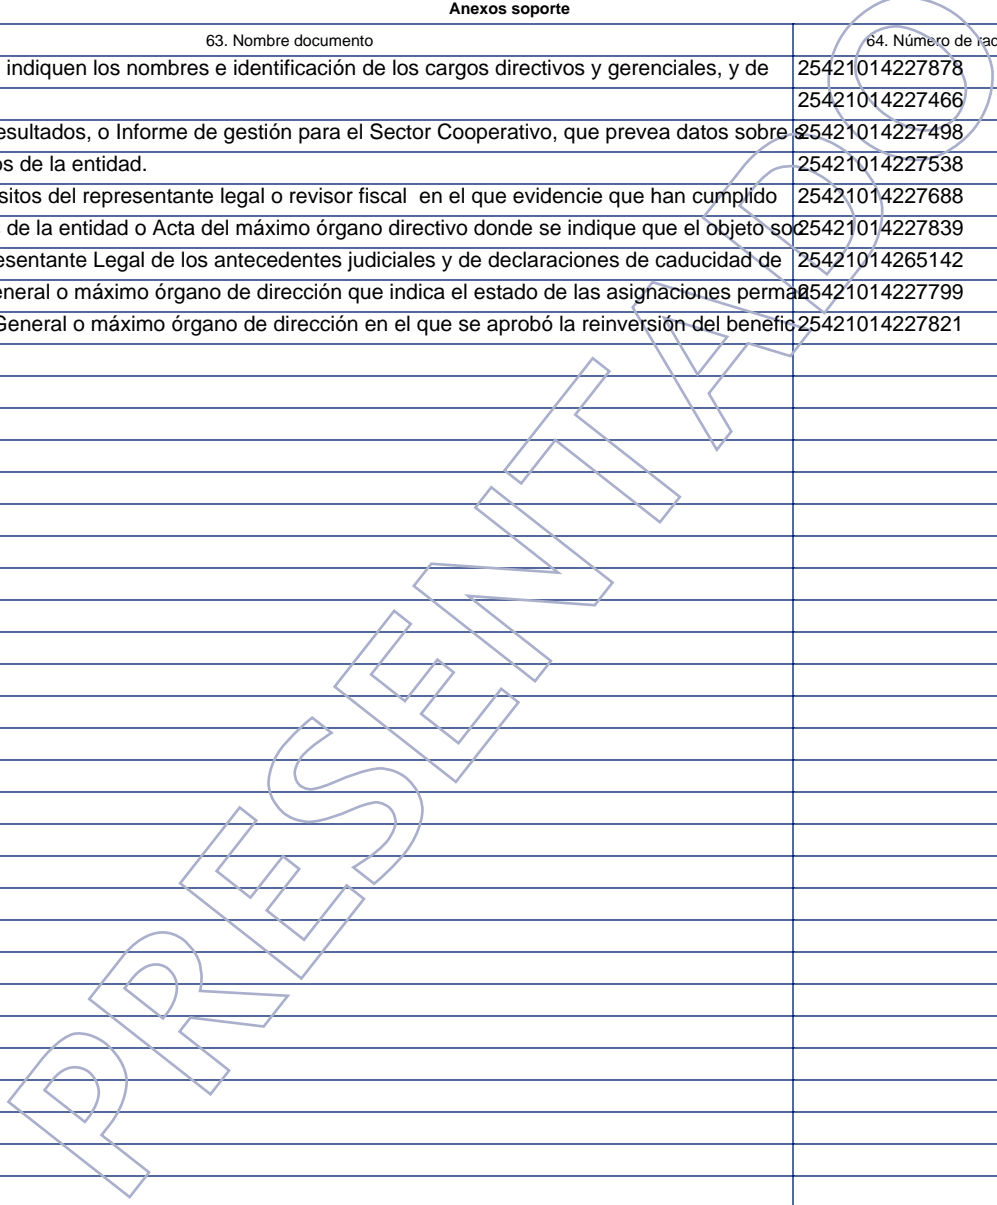 Anexos soporte
63. Nombre documento 64. Número de rad
indiquen los nombres e identificación de los cargos directivos y gerenciales, y de 25421014227878
25421014227466
esultados, o Informe de gestión para el Sector Cooperativo, que prevea datos sobre s 25421014227498
os de la entidad. 25421014227538
sitos del representante legal o revisor fiscal en el que evidencie que han cumplido 25421014227688
de la entidad o Acta del máximo órgano directivo donde se indique que el objeto soc 25421014227839
esentante Legal de los antecedentes judiciales y de declaraciones de caducidad de 25421014265142
eneral o máximo órgano de dirección que indica el estado de las asignaciones perman 25421014227799
General o máximo órgano de dirección en el que se aprobó la reinversión del benefic 25421014227821
PRESENTADO